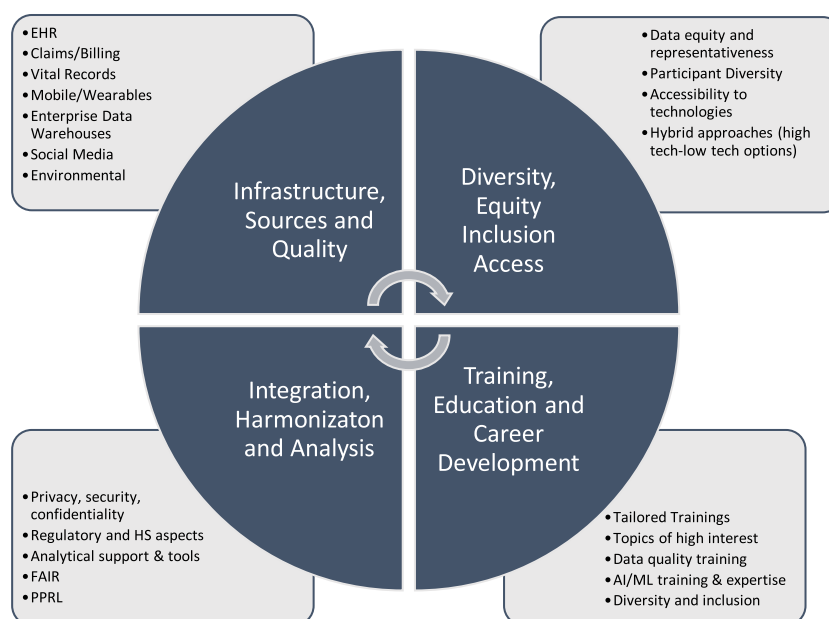 •EHR
•Claims/Billing
•Vital Records
•Mobile/Wearables
•Enterprise Data
Warehouses
•Social Media
•Environmental
•Data equity and
representativeness
•Participant Diversity
•Accessibility to
technologies
•Hybrid approaches (high
tech-low tech options)
Infrastructure,
Sources and
Quality
Diversity,
Equity
Inclusion
Access
Integration,
Harmonizaton
and Analysis
Training,
Education and
Career
Development
•Privacy, security,
confidentiality
•Regulatory and HS aspects
•Analytical support & tools
•FAIR
•PPRL
•Tailored Trainings
•Topics of high interest
•Data quality training
•AI/ML training & expertise
•Diversity and inclusion